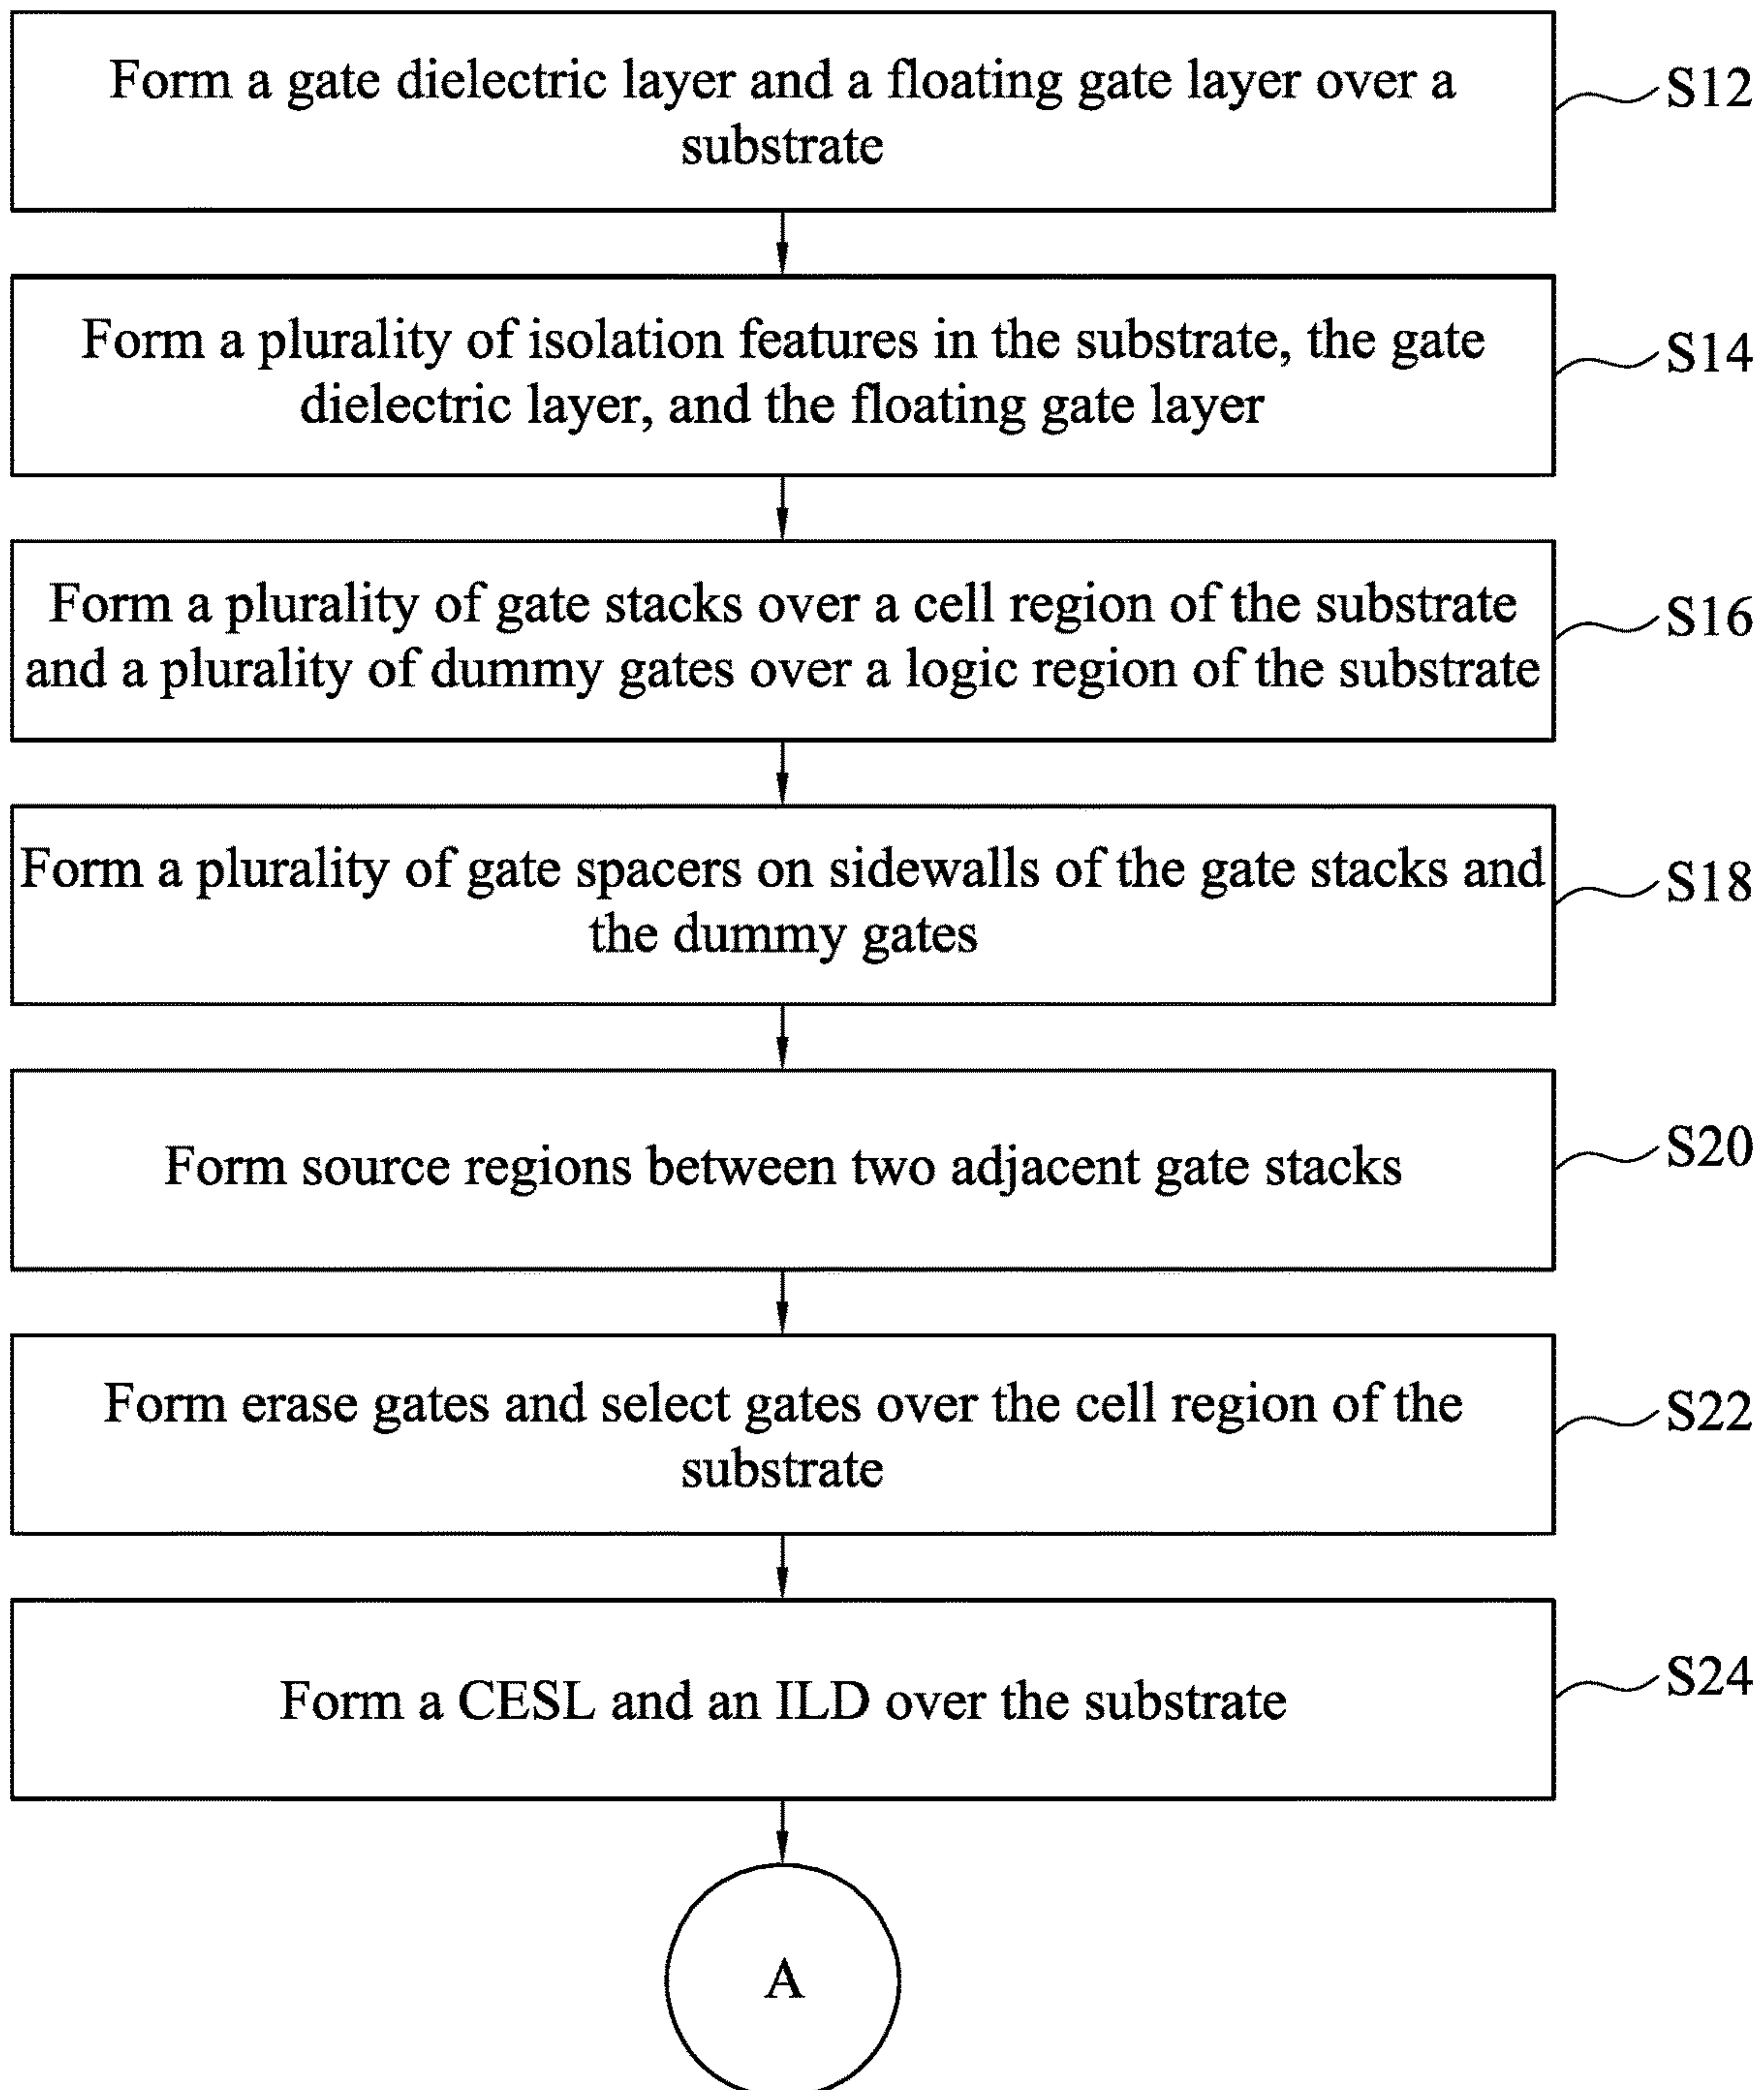 Form a gate dielectric layer and a floating gate layer over a
substrate
S12
Form a plurality of isolation features in the substrate, the gate
dielectric layer, and the floating gate layer
S14
Form a plurality of gate stacks over a cell region of the substrate
and a plurality of dummy gates over a logic region of the substrate
S16
Form a plurality of gate spacers on sidewalls of the gate stacks and
the dummy gates
S18
Form source regions between two adjacent gate stacks
S20
Form erase gates and select gates over the cell region of the
substrate
S22
Form a CESL and an ILD over the substrate
S24
A